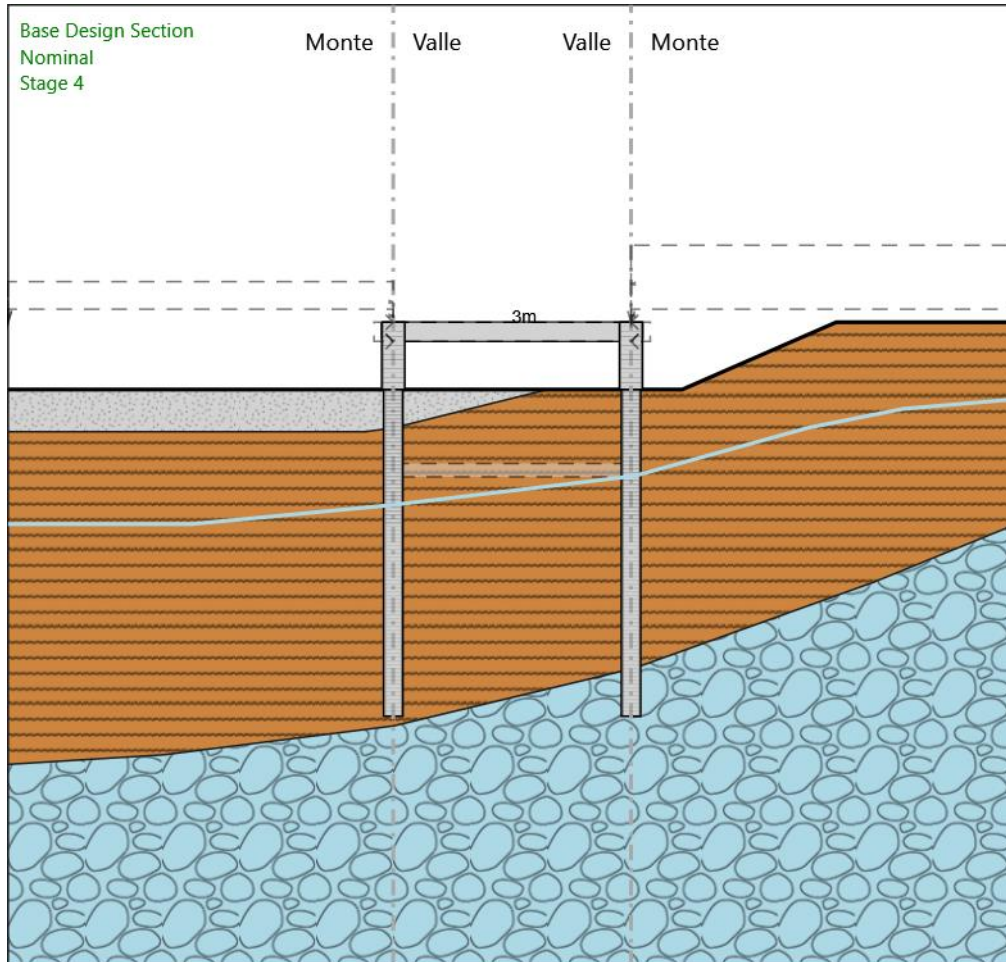 Base Design Section
Nominal
Stage 4
Monte Valle Valle Monte
3m